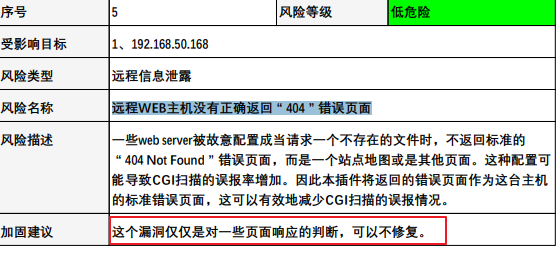 序号 5 风险等级 低危险
受影响目标 1、192.168.50.168
风险类型 远程信息泄露
风险名称 远程WEB主机没有正确返回“404”错误页面
风险描述 一些web server被故意配置成当请求一个不存在的文件时，不返回标准的
“404 Not Found”错误页面，而是一个站点地图或是其他页面。这种配置可
能导致CGI扫描的误报率增加。因此本插件将返回的错误页面作为这台主机
的标准错误页面，这可以有效地减少CGI扫描的误报情况。
加固建议 这个漏洞仅仅是对一些页面响应的判断，可以不修复。